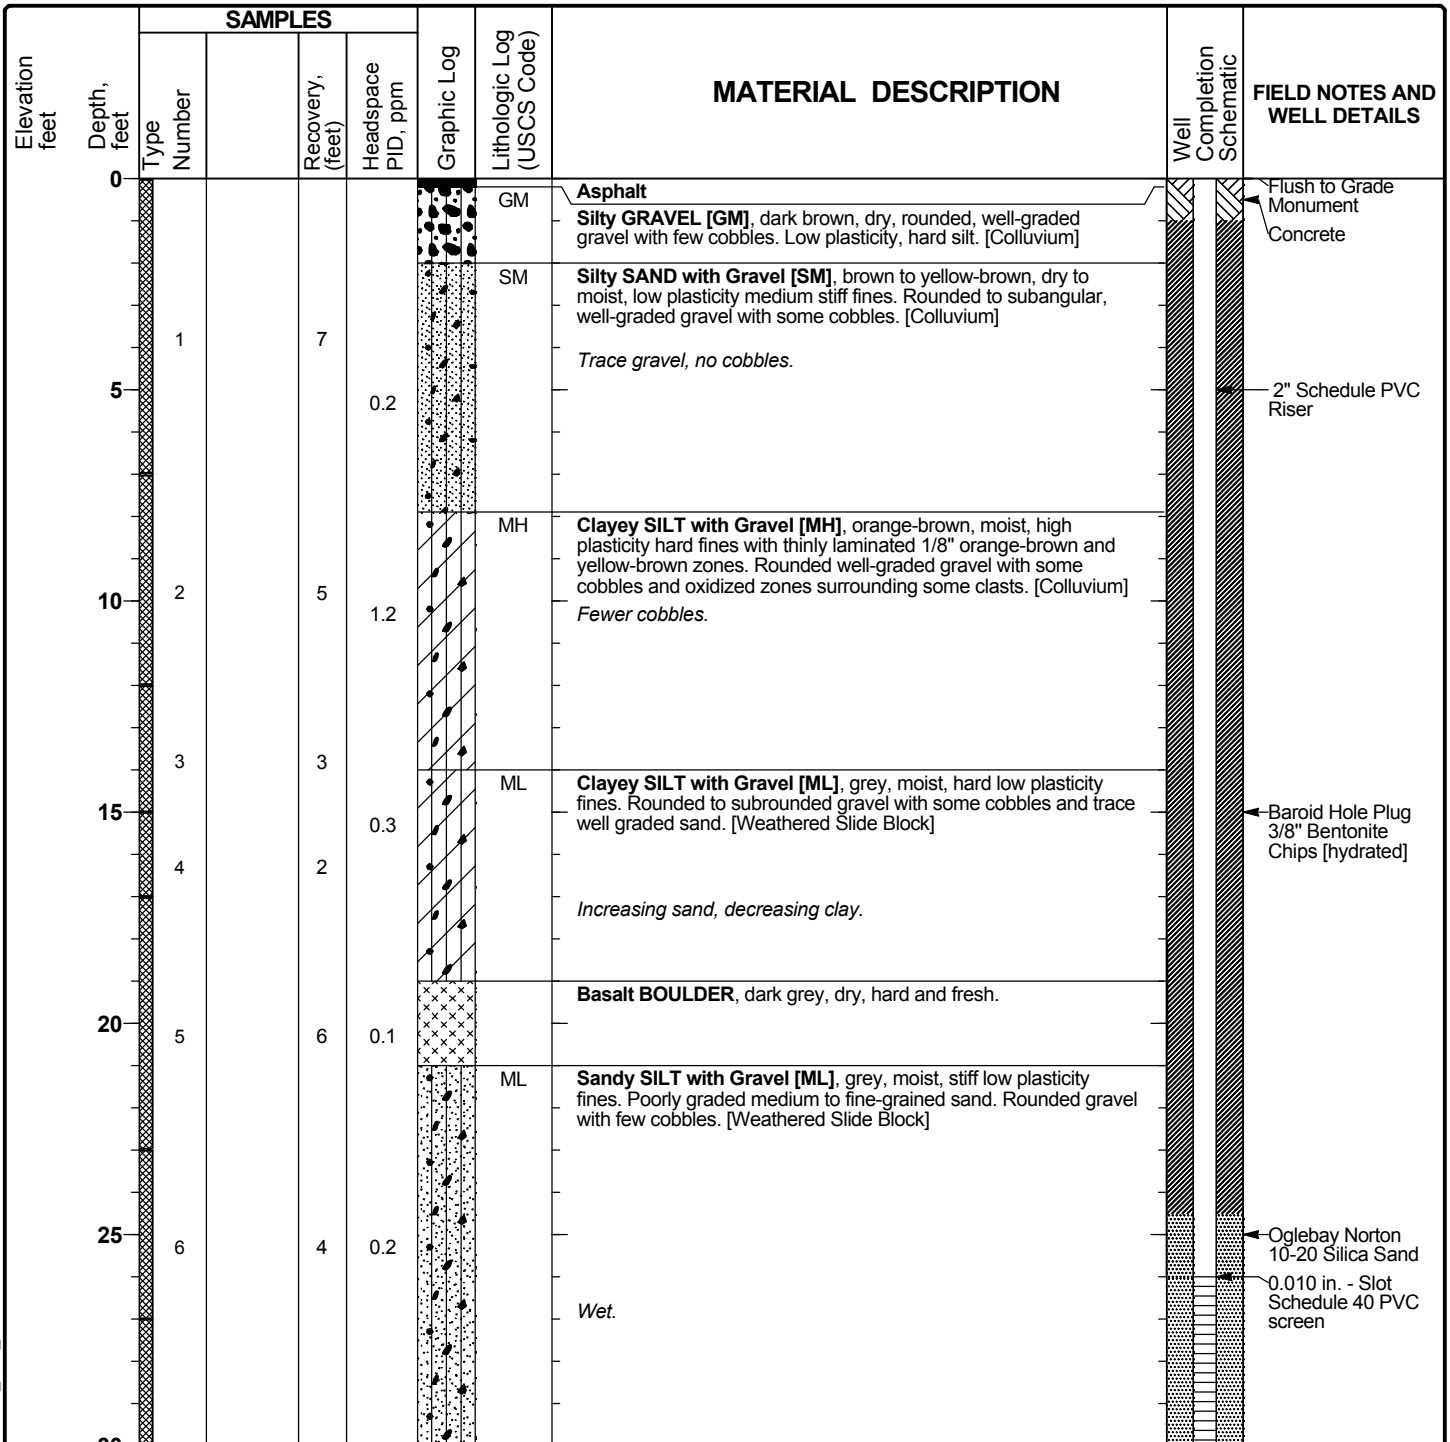 SAMPLES
Elevation
feet
Depth,
feet
Type
Number
Recovery,
(feet)
Headspace
PID, ppm
Graphic Log
Lithologic Log
(USCS Code)
MATERIAL DESCRIPTION
Well
Completion
Schematic
FIELD NOTES AND
WELL DETAILS
0
GM
Asphalt
Silty GRAVEL [GM], dark brown, dry, rounded, well-graded
gravel with few cobbles. Low plasticity, hard silt. [Colluvium]
Flush to Grade
Monument
Concrete
SM
Silty SAND with Gravel [SM], brown to yellow-brown, dry to
moist, low plasticity medium stiff fines. Rounded to subangular,
well-graded gravel with some cobbles. [Colluvium]
1
7
Trace gravel, no cobbles.
5
0.2
2" Schedule PVC
Riser
MH
Clayey SILT with Gravel [MH], orange-brown, moist, high
plasticity hard fines with thinly laminated 1/8" orange-brown and
yellow-brown zones. Rounded well-graded gravel with some
cobbles and oxidized zones surrounding some clasts. [Colluvium]
2
5
10
1.2
Fewer cobbles.
3
3
ML
Clayey SILT with Gravel [ML], grey, moist, hard low plasticity
fines. Rounded to subrounded gravel with some cobbles and trace
well graded sand. [Weathered Slide Block]
15
0.3
Baroid Hole Plug
3/8" Bentonite
Chips [hydrated]
4
2
Increasing sand, decreasing clay.
Basalt BOULDER, dark grey, dry, hard and fresh.
20
5
6
0.1
ML
Sandy SILT with Gravel [ML], grey, moist, stiff low plasticity
fines. Poorly graded medium to fine-grained sand. Rounded gravel
with few cobbles. [Weathered Slide Block]
25
6
4
0.2
Oglebay Norton
10-20 Silica Sand
0.010 in. - Slot
Schedule 40 PVC
screen
Wet.